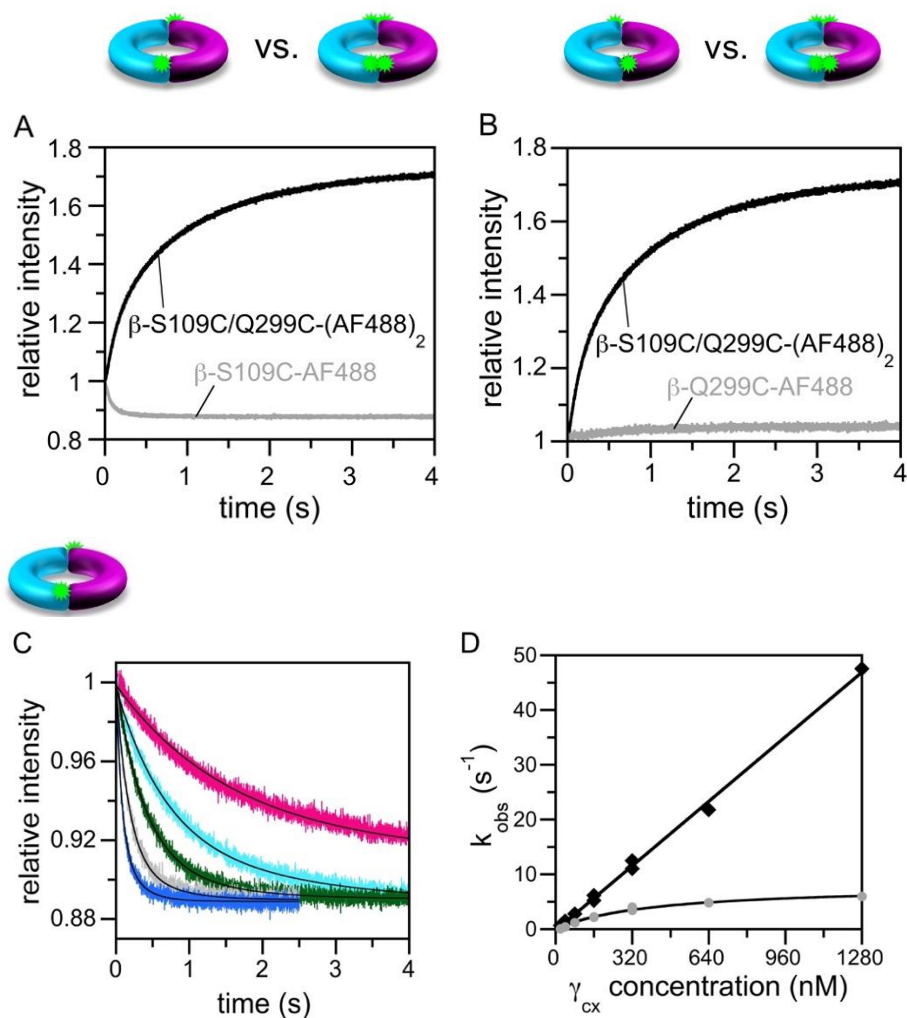 vs.
vs.
A
1.8
1.6
1.4
1.2
1
0.8
relative intensity
β-S109C/Q299C-(AF488)2
β-S109C-AF488
0
1
2
3
4
time (s)
B
1.8
1.6
1.4
1.2
1
relative intensity
β-S109C/Q299C-(AF488)2
β-Q299C-AF488
0
1
2
3
4
time (s)
C
1
0.96
0.92
0.88
relative intensity
0
1
2
3
4
time (s)
D
50
40
30
20
10
0
kobs (s-1)
0
320
640
960
1280
γcx concentration (nM)